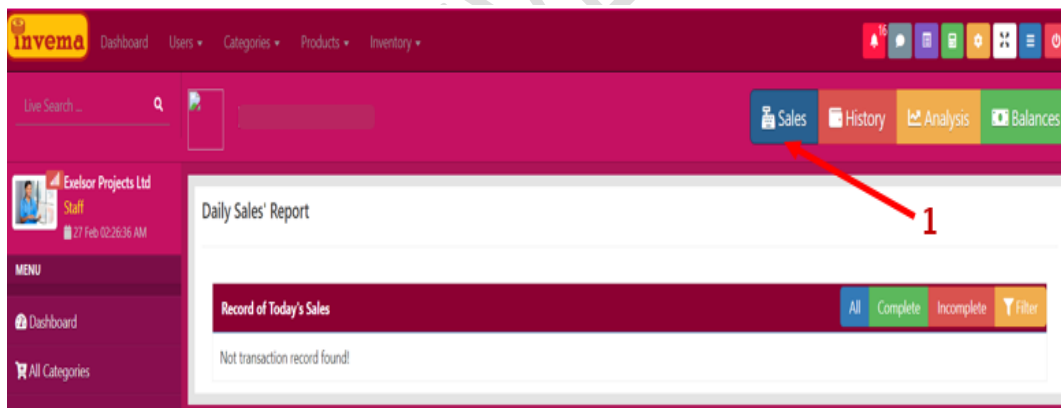 invema Dashboard Users Categories Products Inventory 16
Live Search ...
Sales History Analysis Balances
Exelsor Projects Ltd
Staff
27 Feb 02:26:36 AM
Daily Sales' Report
1
MENU
Record of Today's Sales All Complete Incomplete Filter
Dashboard
Not transaction record found!
All Categories